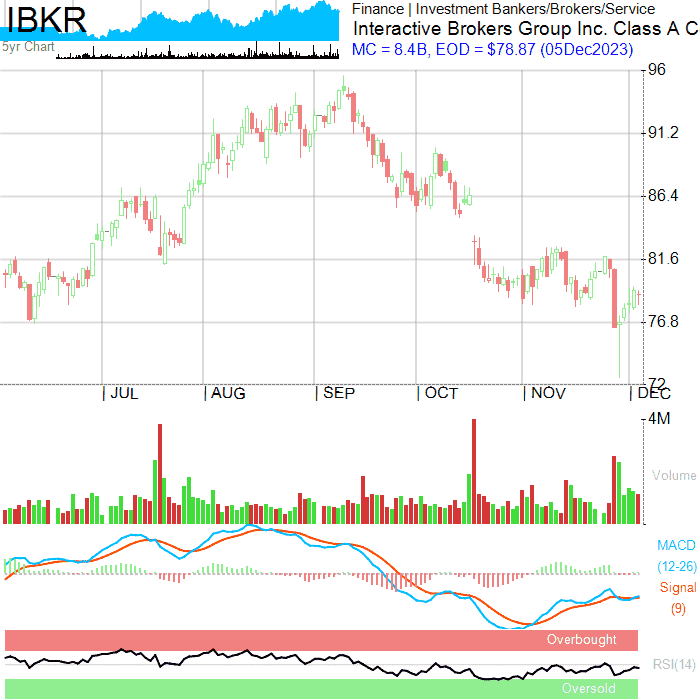 IBKR
5yr Chart
Finance | Investment Bankers/Brokers/Service
Interactive Brokers Group Inc. Class A C
MC = 8.4B, EOD = $78.87 (05Dec2023)
96
91.2
86.4
81.6
76.8
72
| JUL | AUG | SEP | OCT | NOV | DEC
4M
Volume
MACD
(12-26)
Signal
(9)
Overbought
RSI(14)
Oversold